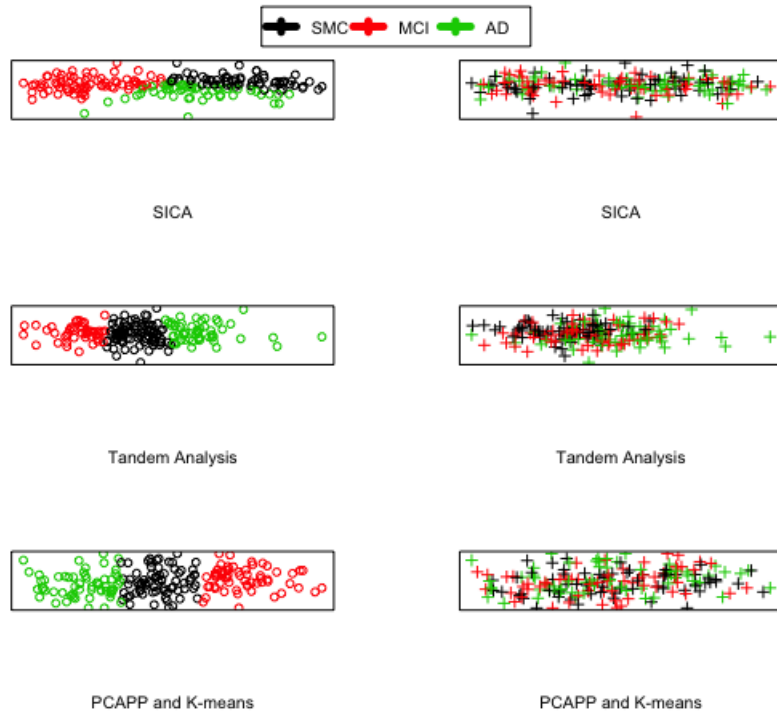 SMC MCI AD
SICA SICA
Tandem Analysis Tandem Analysis
PCAPP and K-means PCAPP and K-means